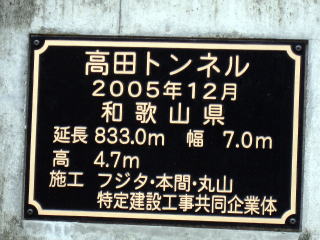 高田トンネル
2005年12月
和歌山県
延長 833.0m 幅 7.0m
高 4.7m
施工 フジタ・本間・丸山
特定建設工事共同企業体